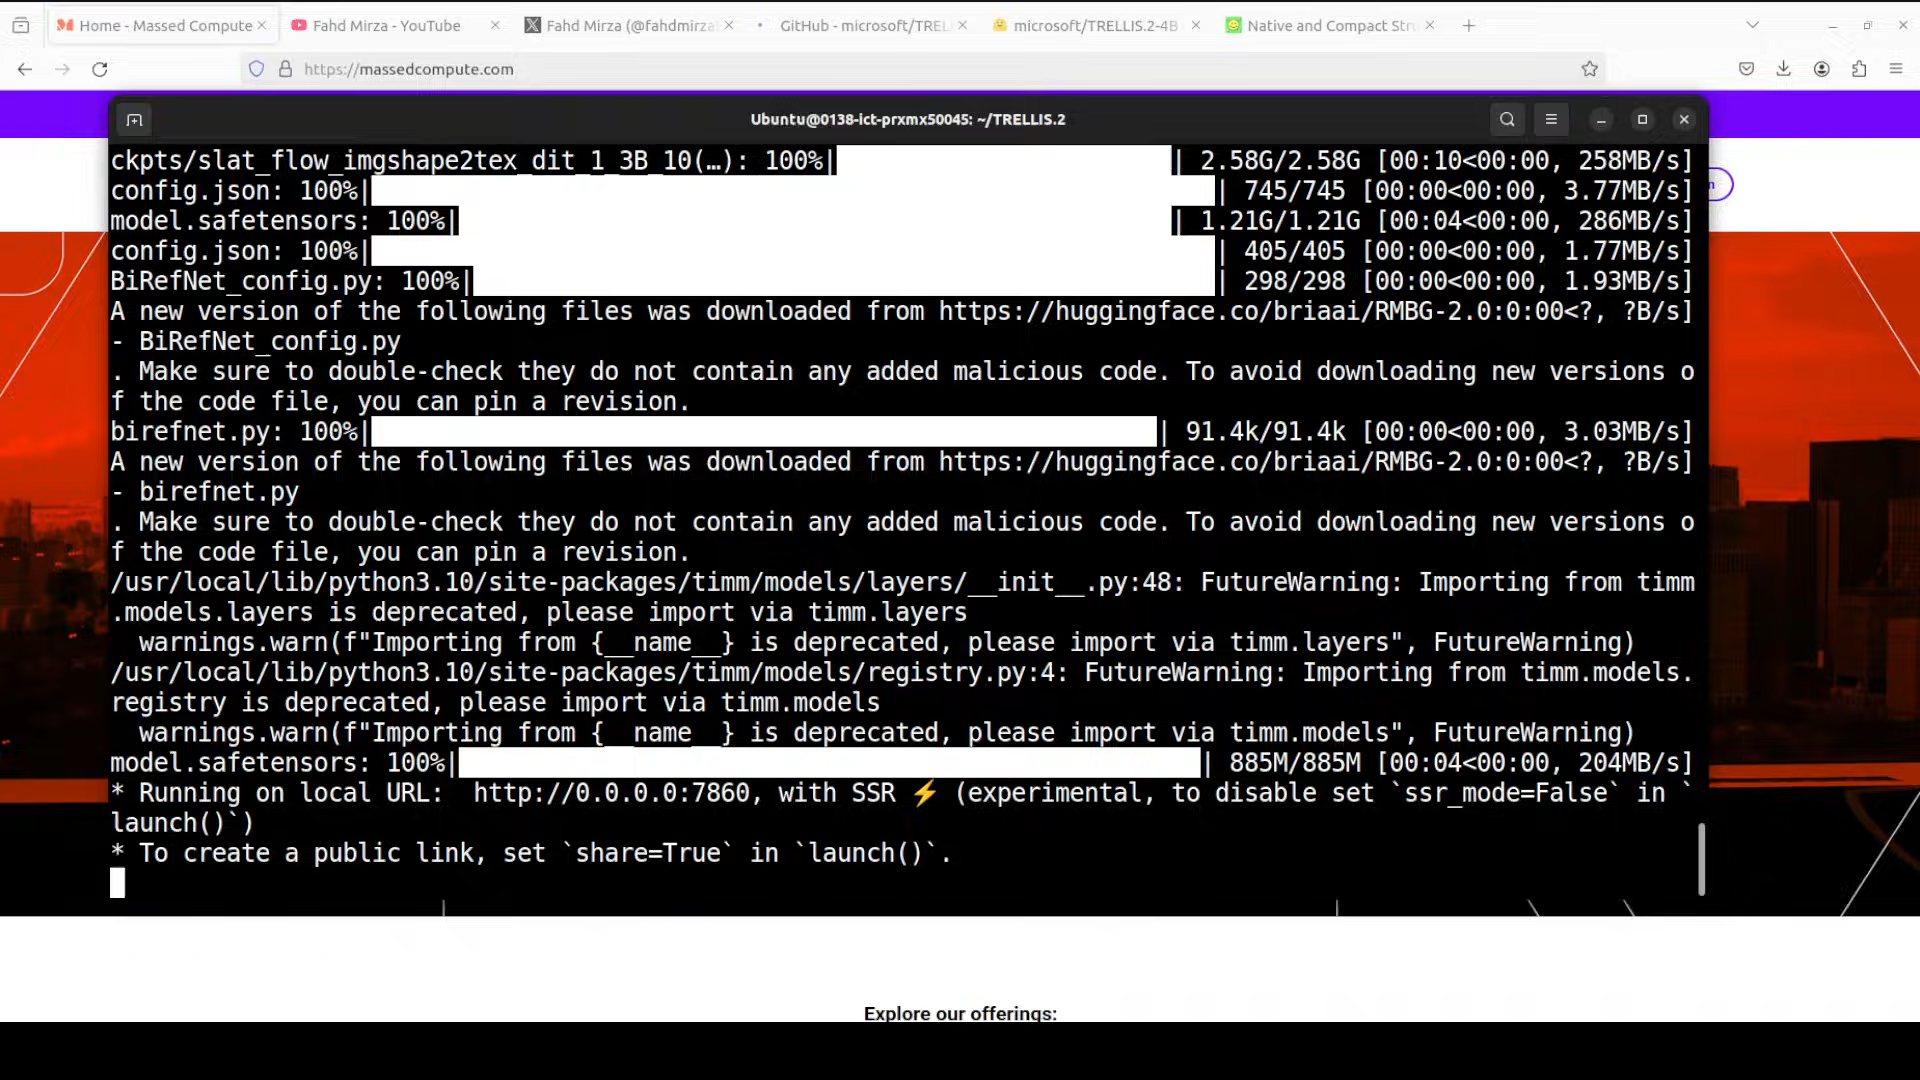 Home - Massed Compute
Fahd Mirza - YouTube
Fahd Mirza (@fahdmirza
GitHub - microsoft/TREL
microsoft/TRELLIS.2-4B
Native and Compact Stru
https://massedcompute.com
Ubuntu@0138-ict-prxmx50045: ~/TRELLIS.2
ckpts/slat_flow_imgshape2tex_dit_1_3B_10(…): 100%| | 2.58G/2.58G [00:10<00:00, 258MB/s]
config.json: 100%| | 745/745 [00:00<00:00, 3.77MB/s]
model.safetensors: 100%| | 1.21G/1.21G [00:04<00:00, 286MB/s]
config.json: 100%| | 405/405 [00:00<00:00, 1.77MB/s]
BiRefNet_config.py: 100%| | 298/298 [00:00<00:00, 1.93MB/s]
A new version of the following files was downloaded from https://huggingface.co/briaai/RMBG-2.0:0:00<?, ?B/s]
- BiRefNet_config.py
. Make sure to double-check they do not contain any added malicious code. To avoid downloading new versions o
f the code file, you can pin a revision.
birefnet.py: 100%| | 91.4k/91.4k [00:00<00:00, 3.03MB/s]
A new version of the following files was downloaded from https://huggingface.co/briaai/RMBG-2.0:0:00<?, ?B/s]
- birefnet.py
. Make sure to double-check they do not contain any added malicious code. To avoid downloading new versions o
f the code file, you can pin a revision.
/usr/local/lib/python3.10/site-packages/timm/models/layers/__init__.py:48: FutureWarning: Importing from timm
.models.layers is deprecated, please import via timm.layers
  warnings.warn(f"Importing from {__name__} is deprecated, please import via timm.layers", FutureWarning)
/usr/local/lib/python3.10/site-packages/timm/models/registry.py:4: FutureWarning: Importing from timm.models.
registry is deprecated, please import via timm.models
  warnings.warn(f"Importing from {__name__} is deprecated, please import via timm.models", FutureWarning)
model.safetensors: 100%| | 885M/885M [00:04<00:00, 204MB/s]
* Running on local URL:  http://0.0.0.0:7860, with SSR ⚡ (experimental, to disable set `ssr_mode=False` in `
launch()`)
* To create a public link, set `share=True` in `launch()`.
Explore our offerings: